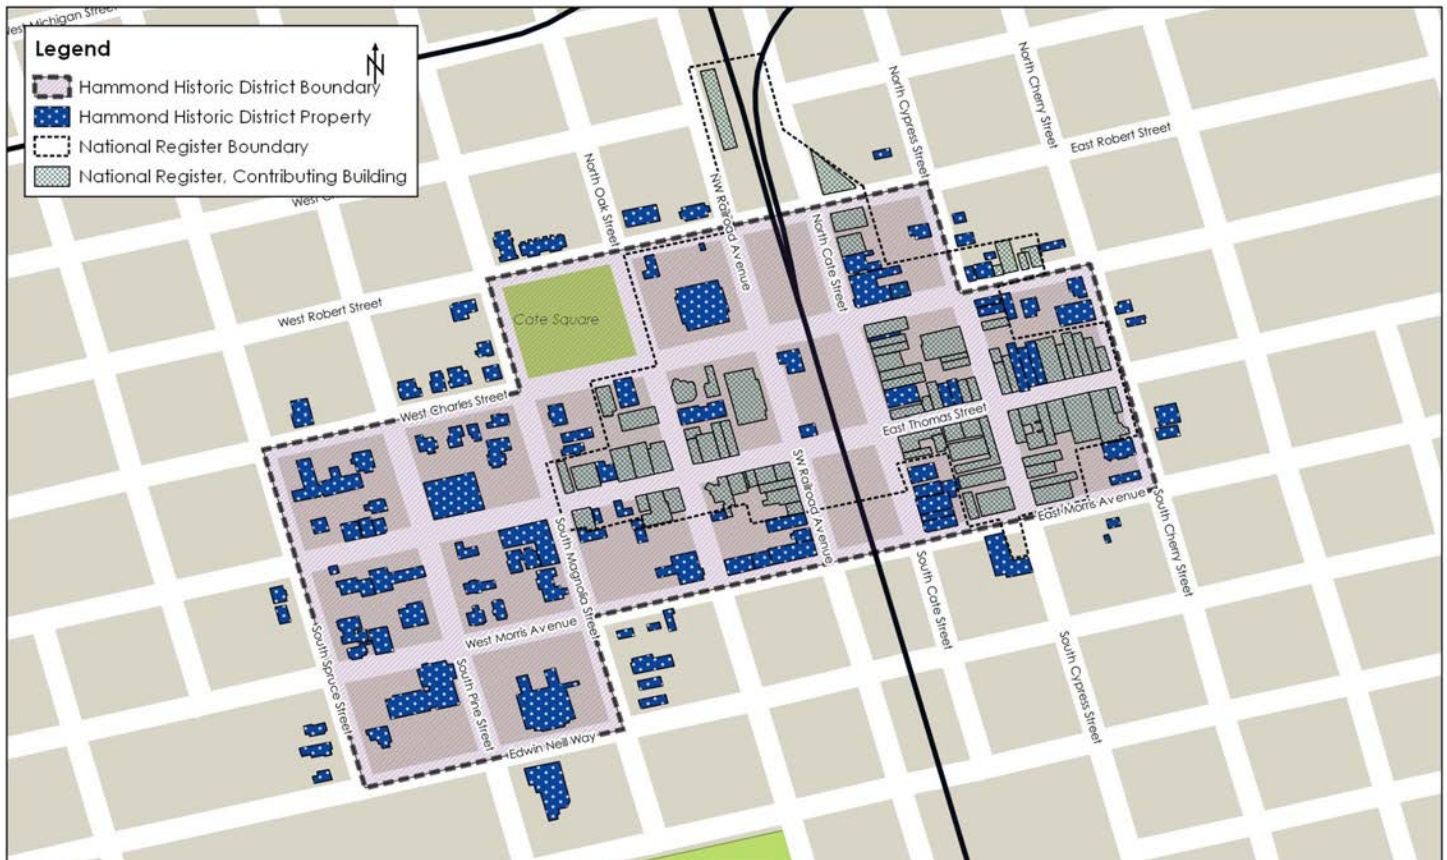 West Michigan Street
Legend
N
Hammond Historic District Boundary
Hammond Historic District Property
National Register Boundary
National Register, Contributing Building
North Cherry Street
North Cypress Street
East Robert Street
North Oak Street
NW Railroad Avenue
North Cate Street
West Robert Street
Cate Square
West Charles Street
East Thomas Street
SW Railroad Avenue
East Morris Avenue
South Cherry Street
South Magnolia Street
South Cate Street
West Morris Avenue
South Spruce Street
South Pine Street
South Cypress Street
Edwin Neill Way